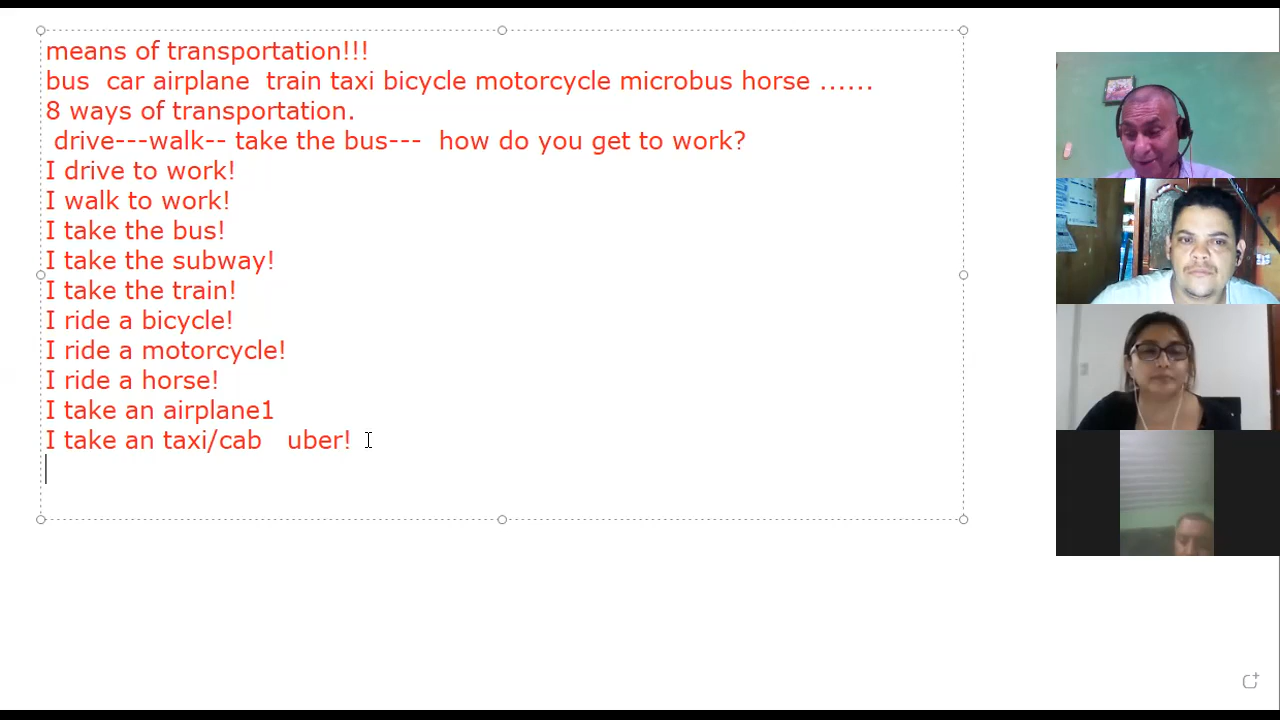 means of transportation!!!
bus car airplane train taxi bicycle motorcycle microbus horse ......
8 ways of transportation.
drive---walk-- take the bus--- how do you get to work?
I drive to work!
I walk to work!
I take the bus!
I take the subway!
I take the train!
I ride a bicycle!
I ride a motorcycle!
I ride a horse!
I take an airplane1
I take an taxi/cab uber!